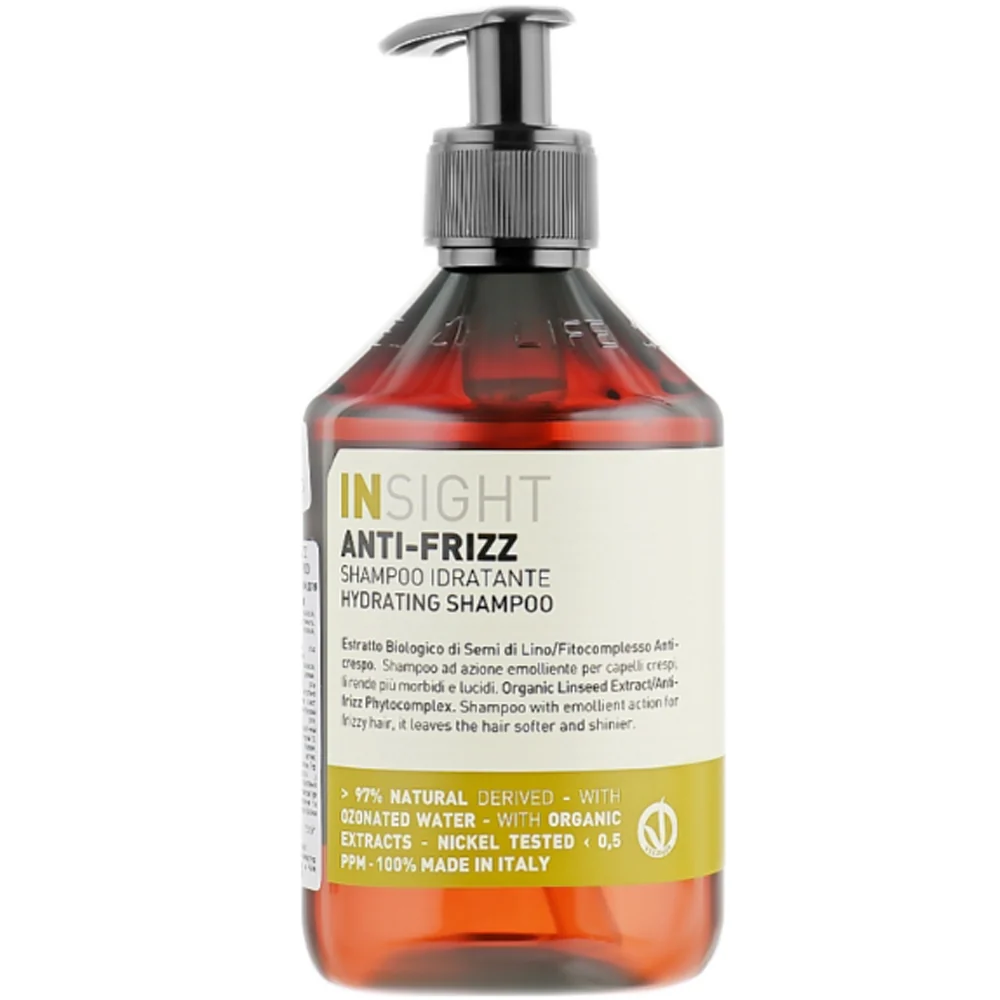 LIFE
INSIGHT
ANTI-FRIZZ
SHAMPOO IDRATANTE
HYDRATING SHAMPOO
Estratto Biologico di Semi di Lino/Fitocomplesso Anti-
crespo. Shampoo ad azione emolliente per capelli crespi,
li rende più morbidi e lucidi. Organic Linseed Extract/Anti-
frizz Phytocomplex. Shampoo with emollient action for
frizzy hair, it leaves the hair softer and shinier.
> 97% NATURAL DERIVED - WITH
OZONATED WATER - WITH ORGANIC
EXTRACTS - NICKEL TESTED < 0,5
PPM - 100% MADE IN ITALY